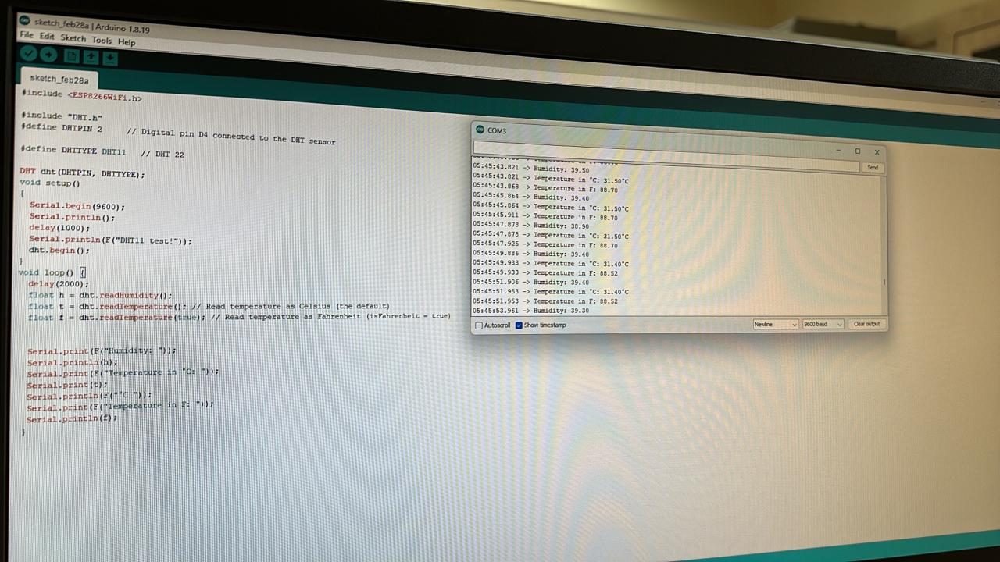 sketch_feb28a | Arduino 1.8.19
File Edit Sketch Tools Help
sketch_feb28a
#include <ESP8266WiFi.h>
#include "DHT.h"
#define DHTPIN 2 // Digital pin D4 connected to the DHT sensor
#define DHTTYPE DHT11 // DHT 22
DHT dht(DHTPIN, DHTTYPE);
void setup()
{
Serial.begin(9600);
Serial.println();
delay(1000);
Serial.println(F("DHT11 test!"));
dht.begin();
}
void loop() {
delay(2000);
float h = dht.readHumidity();
float t = dht.readTemperature(); // Read temperature as Celsius (the default)
float f = dht.readTemperature(true); // Read temperature as Fahrenheit (isFahrenheit = true)
Serial.print(F("Humidity: "));
Serial.println(h);
Serial.print(F("Temperature in °C: "));
Serial.print(t);
Serial.println(F("°C "));
Serial.print(F("Temperature in F: "));
Serial.println(f);
}
COM3
Send
05:45:43.821 -> Humidity: 39.50
05:45:43.821 -> Temperature in °C: 31.50°C
05:45:43.868 -> Temperature in F: 88.70
05:45:45.864 -> Humidity: 39.40
05:45:45.864 -> Temperature in °C: 31.50°C
05:45:45.911 -> Temperature in F: 88.70
05:45:47.878 -> Humidity: 38.90
05:45:47.878 -> Temperature in °C: 31.50°C
05:45:47.925 -> Temperature in F: 88.70
05:45:49.886 -> Humidity: 39.40
05:45:49.933 -> Temperature in °C: 31.40°C
05:45:49.933 -> Temperature in F: 88.52
05:45:51.906 -> Humidity: 39.40
05:45:51.953 -> Temperature in °C: 31.40°C
05:45:51.953 -> Temperature in F: 88.52
05:45:53.961 -> Humidity: 39.30
Autoscroll Show timestamp Newline 9600 baud Clear output